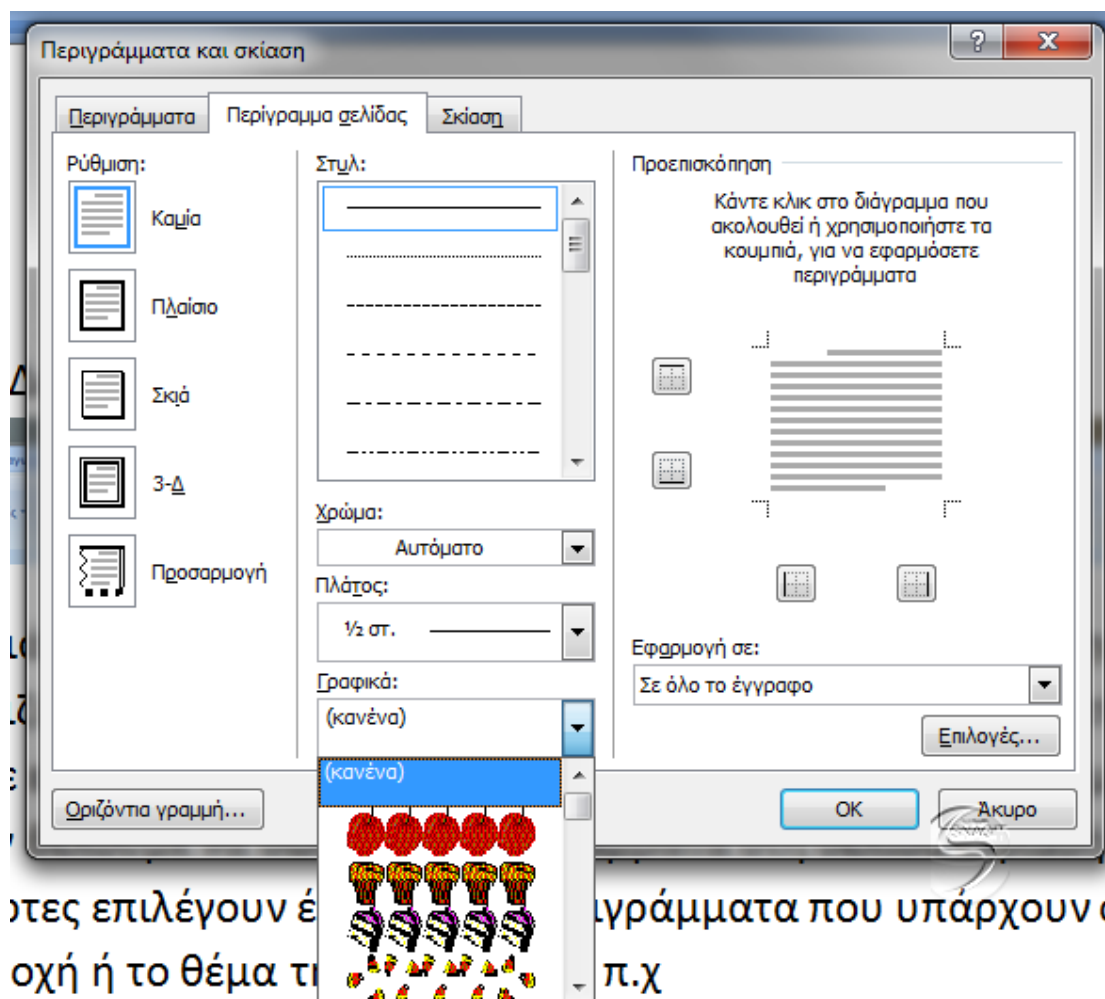 Περιγράμματα και σκίαση
Περιγράμματα
Περίγραμμα σελίδας
Σκίαση
Ρύθμιση:
Καμία
Πλαίσιο
Σκιά
3-Δ
Προσαρμογή
Στυλ:
Χρώμα:
Αυτόματο
Πλάτος:
½ στ.
Γραφικά:
(κανένα)
(κανένα)
Προεπισκόπηση
Κάντε κλικ στο διάγραμμα που
ακολουθεί ή χρησιμοποιήστε τα
κουμπιά, για να εφαρμόσετε
περιγράμματα
Εφαρμογή σε:
Σε όλο το έγγραφο
Επιλογές...
Οριζόντια γραμμή...
OK
Άκυρο
επιλέγουν έ ιγράμματα που υπάρχουν
οχή ή το θέμα τη π.χ